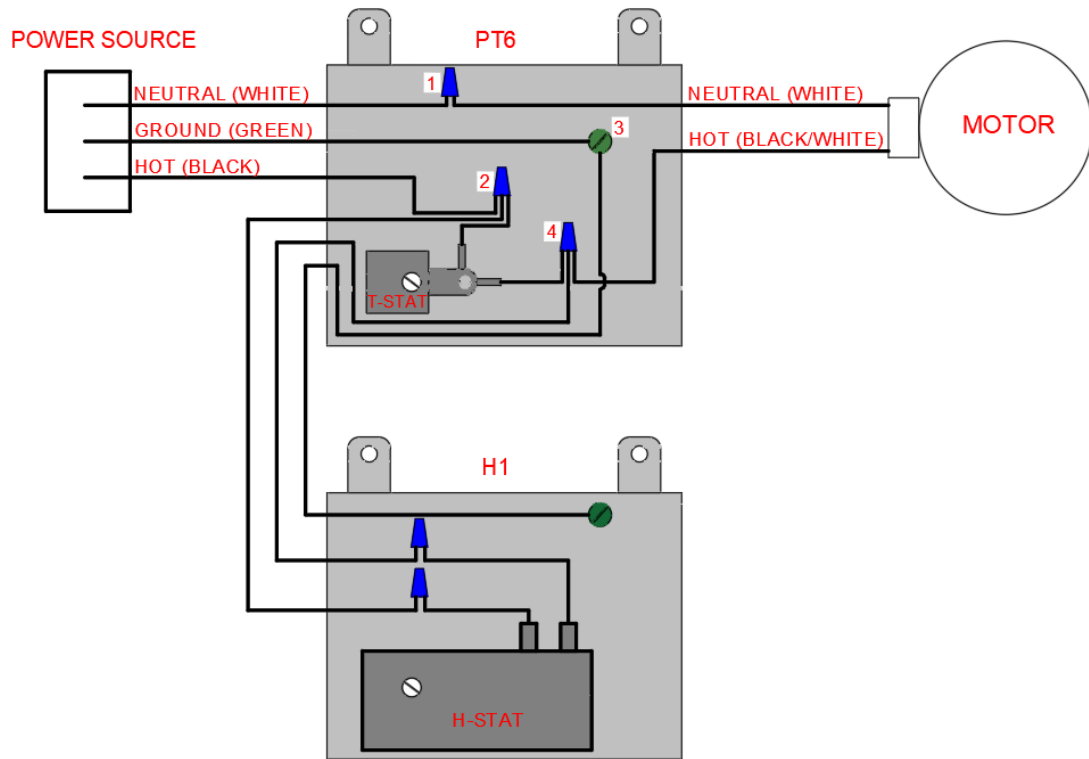 POWER SOURCE
PT6
1
NEUTRAL (WHITE)
NEUTRAL (WHITE)
GROUND (GREEN)
3
MOTOR
HOT (BLACK/WHITE)
HOT (BLACK)
2
4
T-STAT
H1
H-STAT